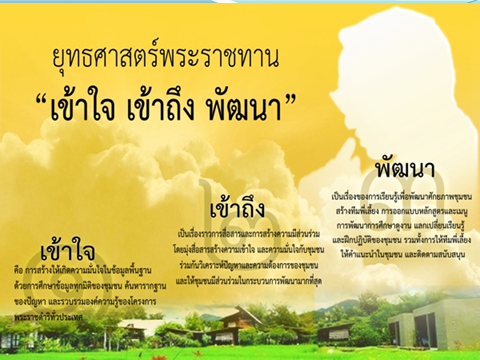 ยุทธศาสตร์พระราชทาน
“เข้าใจ เข้าถึง พัฒนา”
เข้าใจ
คือ การสร้างให้เกิดความมั่นใจในข้อมูลพื้นฐาน
ด้วยการศึกษาข้อมูลทุกมิติของชุมชน ค้นหารากฐาน
ของปัญหา และรวบรวมองค์ความรู้ของโครงการ
พระราชดำริทั่วประเทศ
เข้าถึง
เป็นเรื่องราวการสื่อสารและการสร้างความมีส่วนร่วม
โดยมุ่งสื่อสารสร้างความเข้าใจ และความมั่นใจกับชุมชน
ร่วมกันวิเคราะห์ปัญหาและความต้องการของชุมชน
และให้ชุมชนมีส่วนร่วมในกระบวนการพัฒนามากที่สุด
พัฒนา
เป็นเรื่องของการเรียนรู้เพื่อพัฒนาศักยภาพชุมชน
สร้างทีมพี่เลี้ยง การออกแบบหลักสูตรและเมนู
การพัฒนาการศึกษาดูงาน แลกเปลี่ยนเรียนรู้
และฝึกปฏิบัติของชุมชน รวมทั้งการให้ทีมพี่เลี้ยง
ให้คำแนะนำในชุมชน และติดตามสนับสนุน